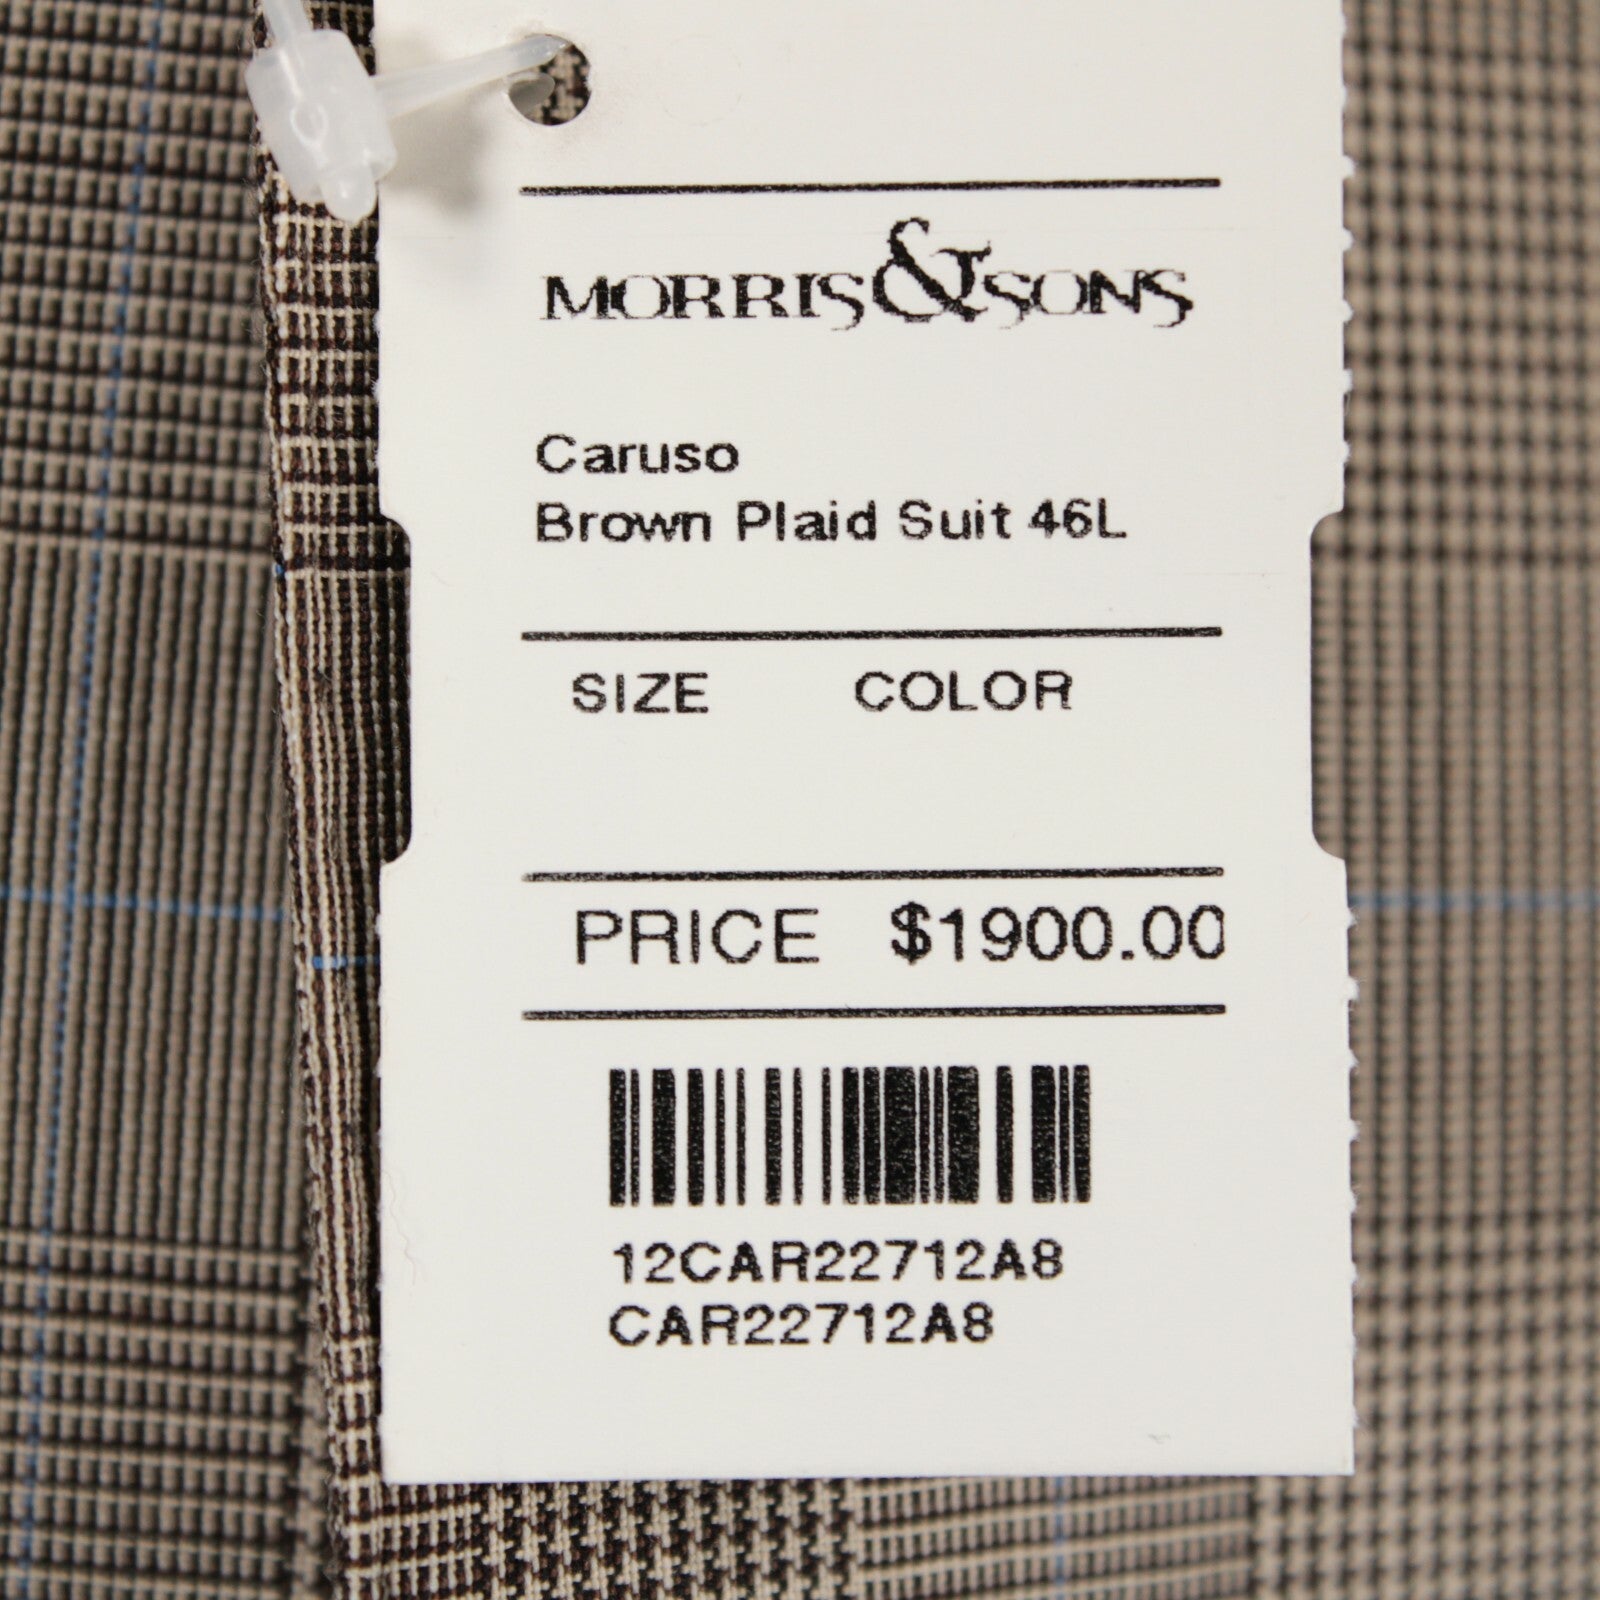 MORRIS&SONS
Caruso
Brown Plaid Suit 46L
SIZE COLOR
PRICE $1900.00
12CAR22712A8
CAR22712A8